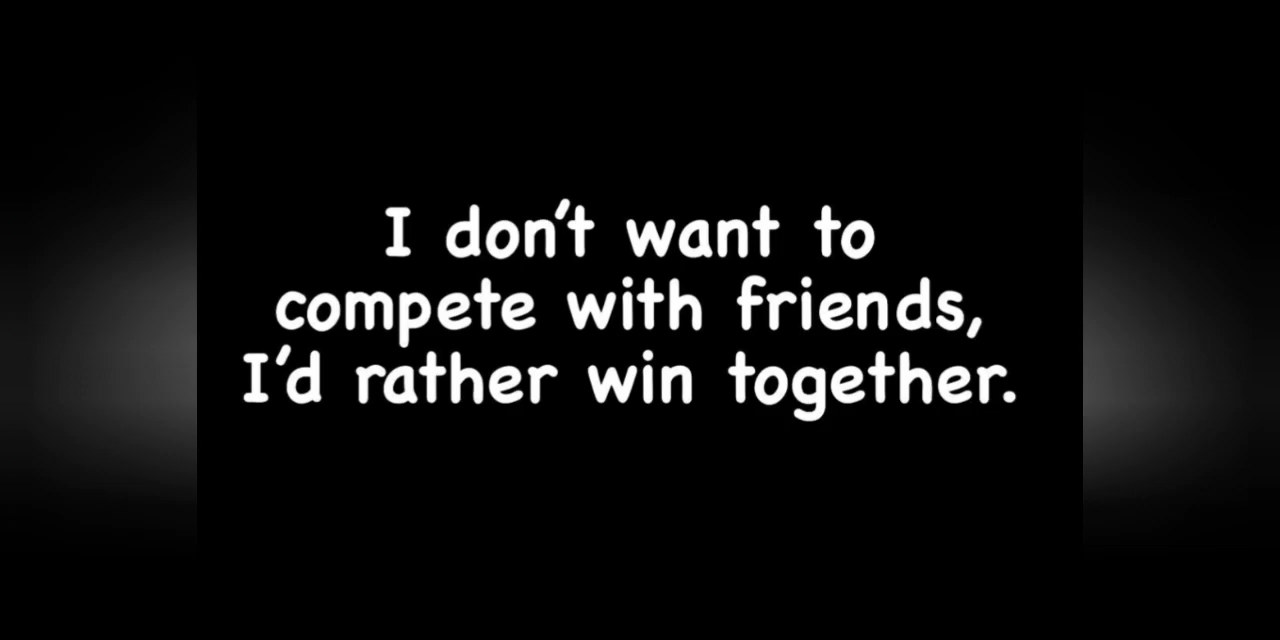 I don't want to
compete with friends,
I'd rather win together.